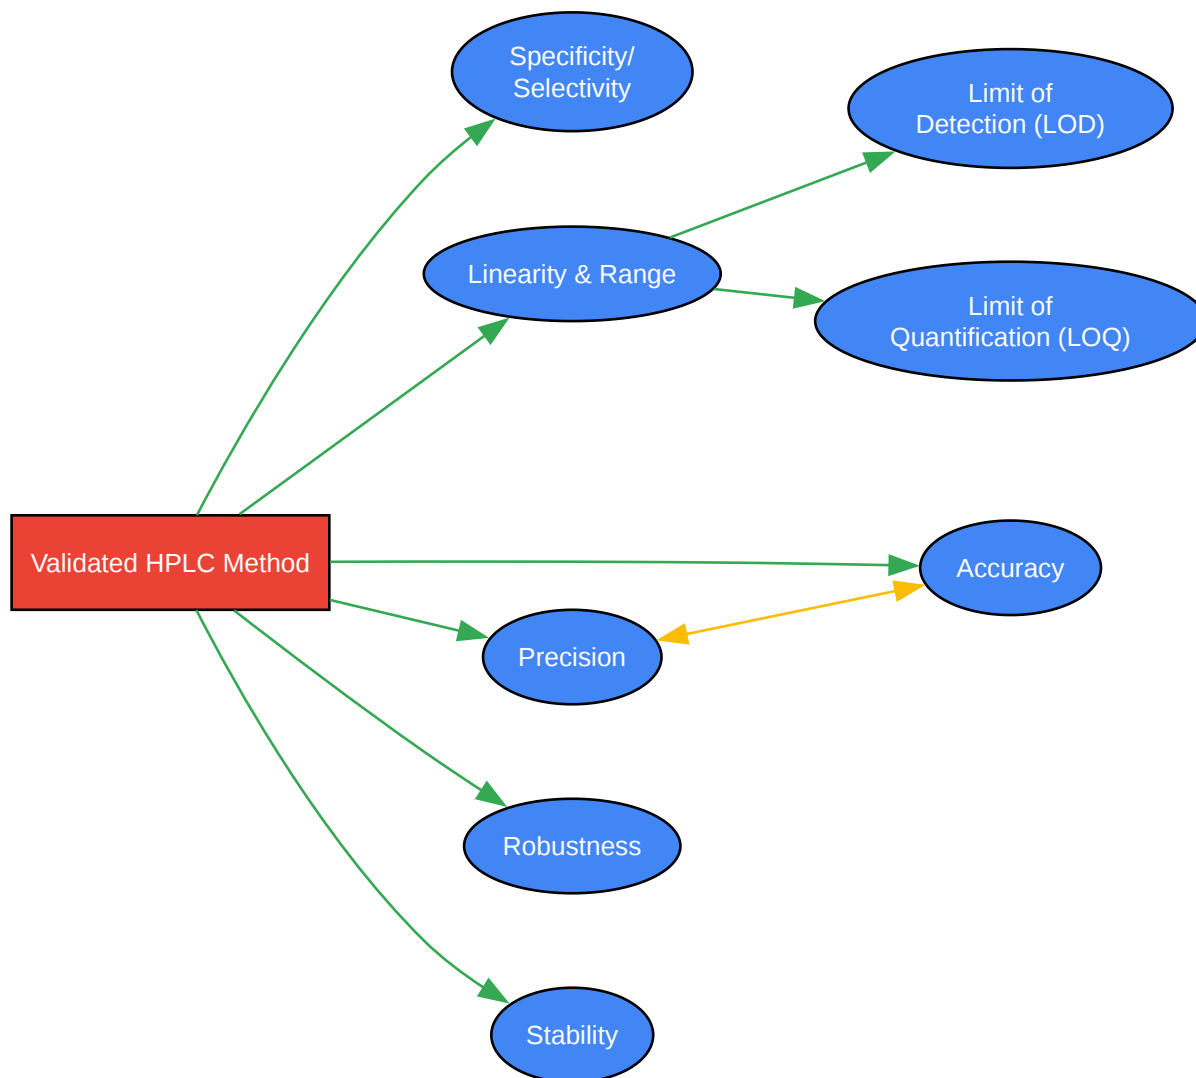 Specificity/
Selectivity
Limit of
Detection (LOD)
Linearity & Range
Limit of
Quantification (LOQ)
Validated HPLC Method
Accuracy
Precision
Robustness
Stability